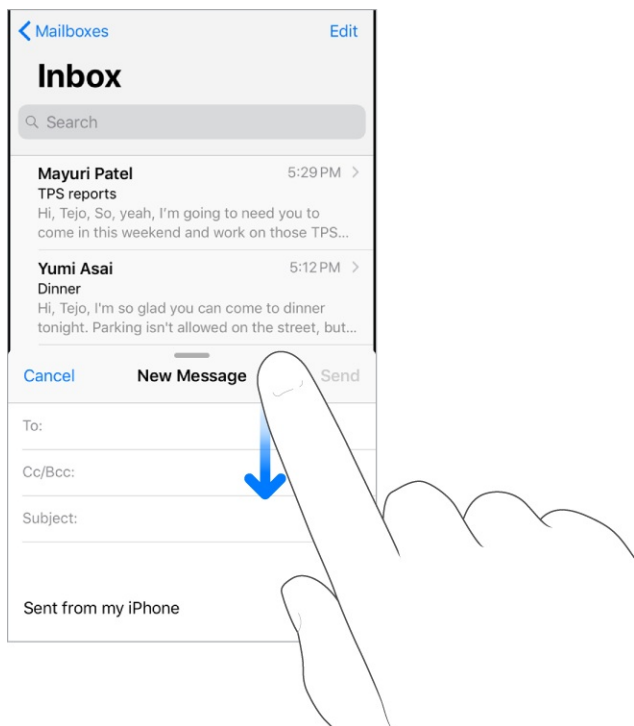 Mailboxes Edit
Inbox
Search
Mayuri Patel 5:29 PM
TPS reports
Hi, Tejo, So, yeah, I'm going to need you to
come in this weekend and work on those TPS...
Yumi Asai 5:12 PM
Dinner
Hi, Tejo, I'm so glad you can come to dinner
tonight. Parking isn't allowed on the street, but...
Cancel New Message Send
To:
Cc/Bcc:
Subject:
Sent from my iPhone